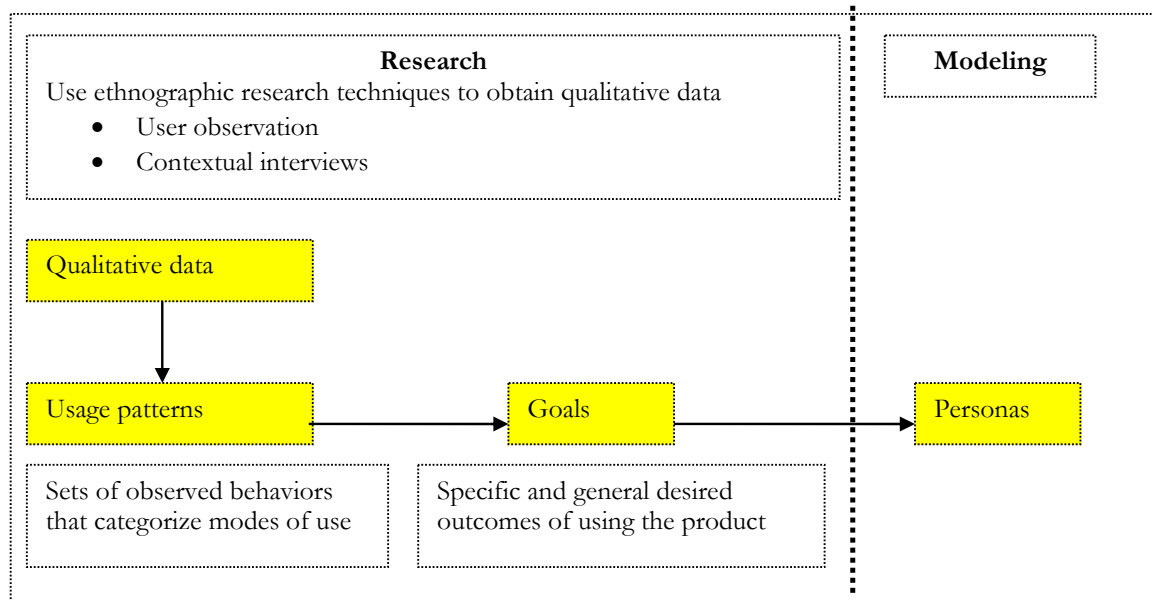 Research
Modeling
Use ethnographic research techniques to obtain qualitative data
• User observation
• Contextual interviews
Qualitative data
Usage patterns
Goals
Personas
Sets of observed behaviors
that categorize modes of use
Specific and general desired
outcomes of using the product